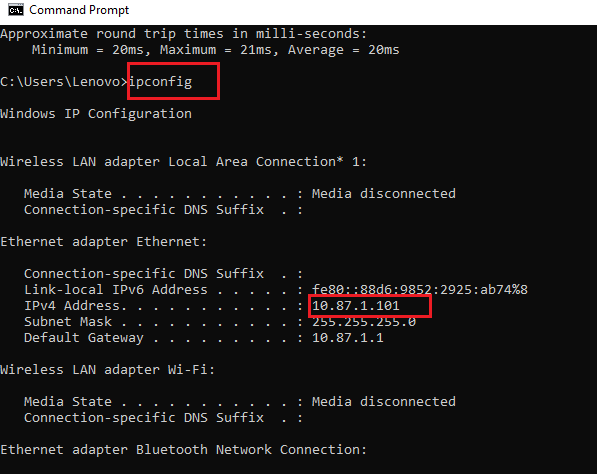 Command Prompt
Approximate round trip times in milli-seconds:
    Minimum = 20ms, Maximum = 21ms, Average = 20ms
C:\Users\Lenovo>ipconfig
Windows IP Configuration
Wireless LAN adapter Local Area Connection* 1:
   Media State . . . . . . . . . . . : Media disconnected
   Connection-specific DNS Suffix  . :
Ethernet adapter Ethernet:
   Connection-specific DNS Suffix  . :
   Link-local IPv6 Address . . . . . : fe80::88d6:9852:2925:ab74%8
   IPv4 Address. . . . . . . . . . . : 10.87.1.101
   Subnet Mask . . . . . . . . . . . : 255.255.255.0
   Default Gateway . . . . . . . . . : 10.87.1.1
Wireless LAN adapter Wi-Fi:
   Media State . . . . . . . . . . . : Media disconnected
   Connection-specific DNS Suffix  . :
Ethernet adapter Bluetooth Network Connection: